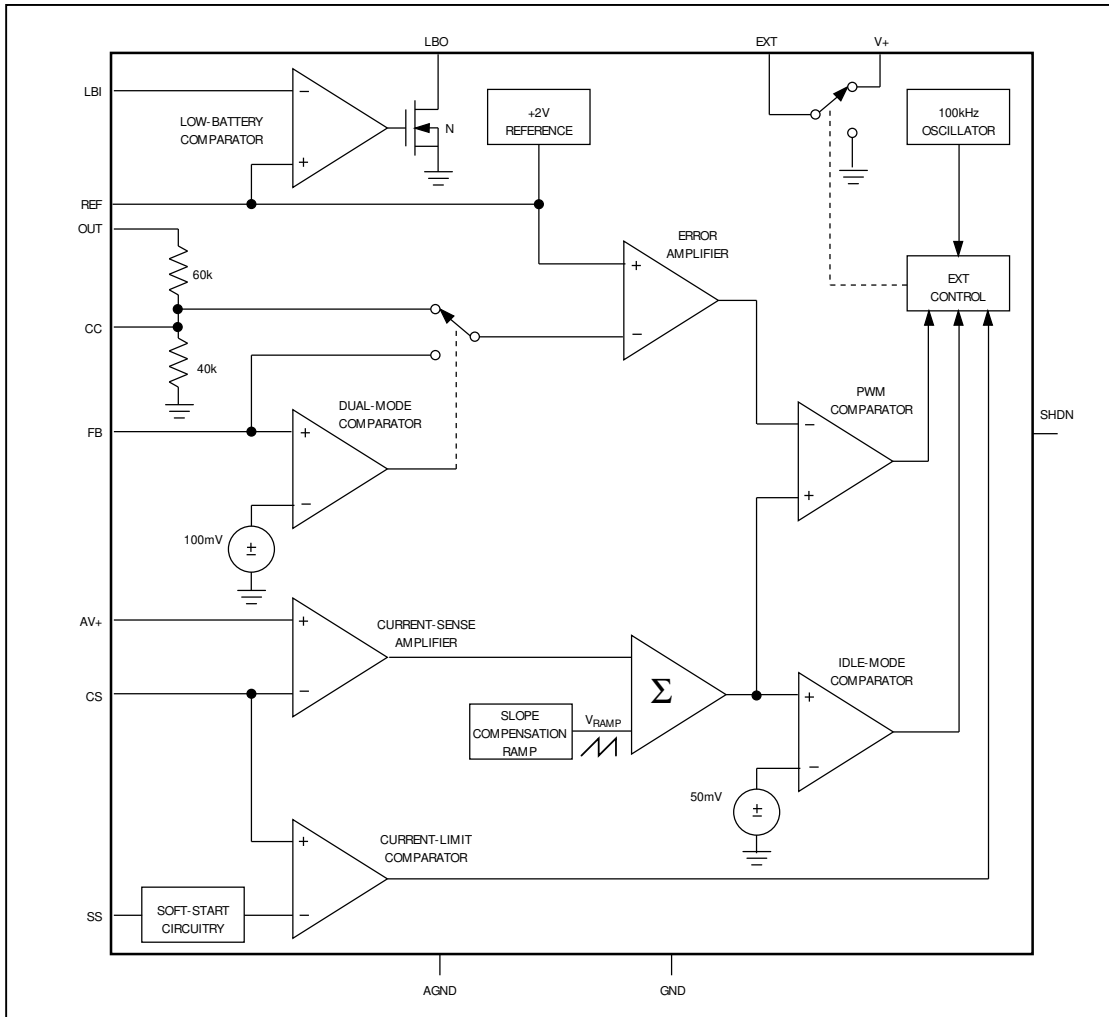 LBO
EXT
V+
LBI
−
LOW-BATTERY
COMPARATOR
+
N
+2V
REFERENCE
100kHz
OSCILLATOR
REF
OUT
60k
CC
40k
ERROR
AMPLIFIER
+
−
EXT
CONTROL
DUAL-MODE
COMPARATOR
FB
+
−
100mV
±
PWM
COMPARATOR
−
+
SHDN
AV+
+
CURRENT-SENSE
AMPLIFIER
CS
−
Σ
SLOPE
COMPENSATION
RAMP
VRAMP
IDLE-MODE
COMPARATOR
+
−
50mV
±
+
CURRENT-LIMIT
COMPARATOR
SS
SOFT-START
CIRCUITRY
−
AGND
GND